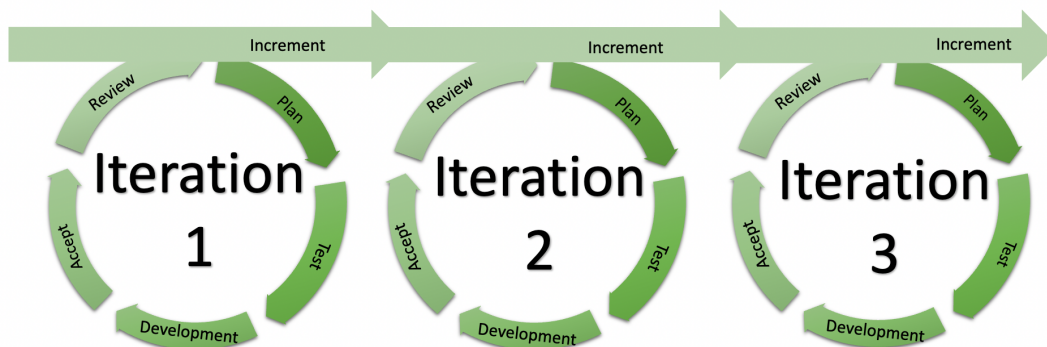 Increment
Increment
Increment
Review
Plan
Iteration
1
Accept
Test
Development
Review
Plan
Iteration
2
Accept
Test
Development
Review
Plan
Iteration
3
Accept
Test
Development